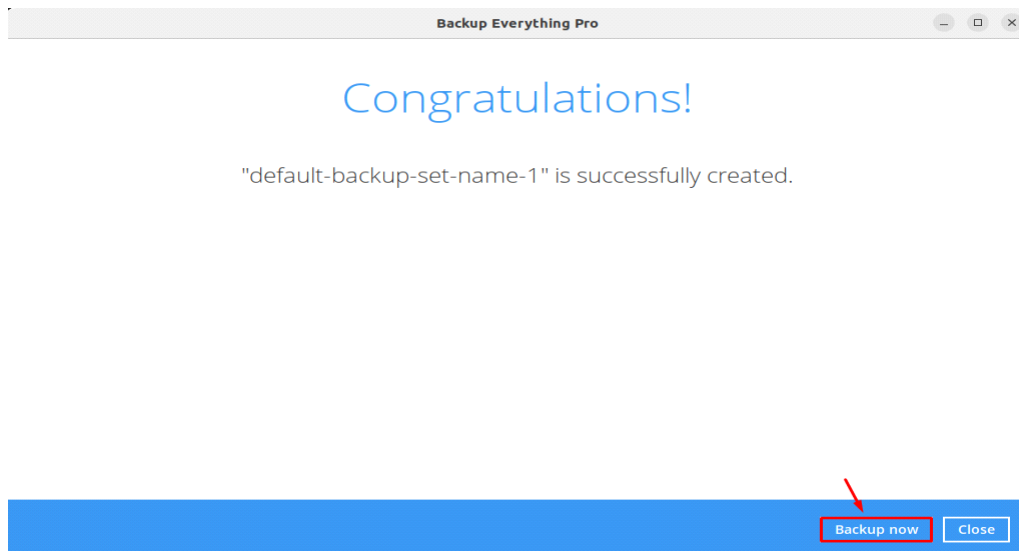 Backup Everything Pro
Congratulations!
"default-backup-set-name-1" is successfully created.
Backup now
Close